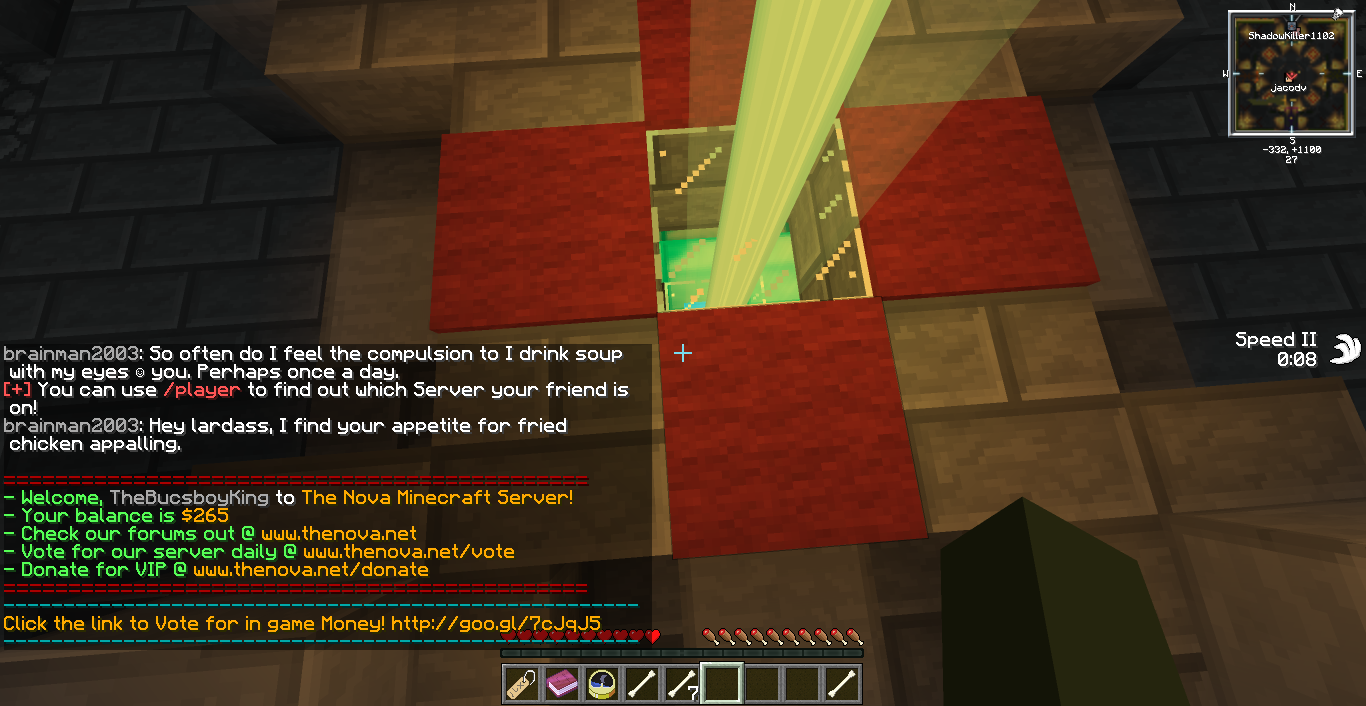 N
ShadowKiller1102
W
E
jacodv
S
-332, +1100
27
Speed II
0:08
brainman2003: So often do I feel the compulsion to I drink soup
with my eyes ☺ you. Perhaps once a day.
[+] You can use /player to find out which Server your friend is
on!
brainman2003: Hey lardass, I find your appetite for fried
chicken appalling.
- Welcome, TheBucsboyKing to The Nova Minecraft Server!
- Your balance is $265
- Check our forums out @ www.thenova.net
- Vote for our server daily @ www.thenova.net/vote
- Donate for VIP @ www.thenova.net/donate
Click the link to Vote for in game Money! http://goo.gl/7cJqJ5
7